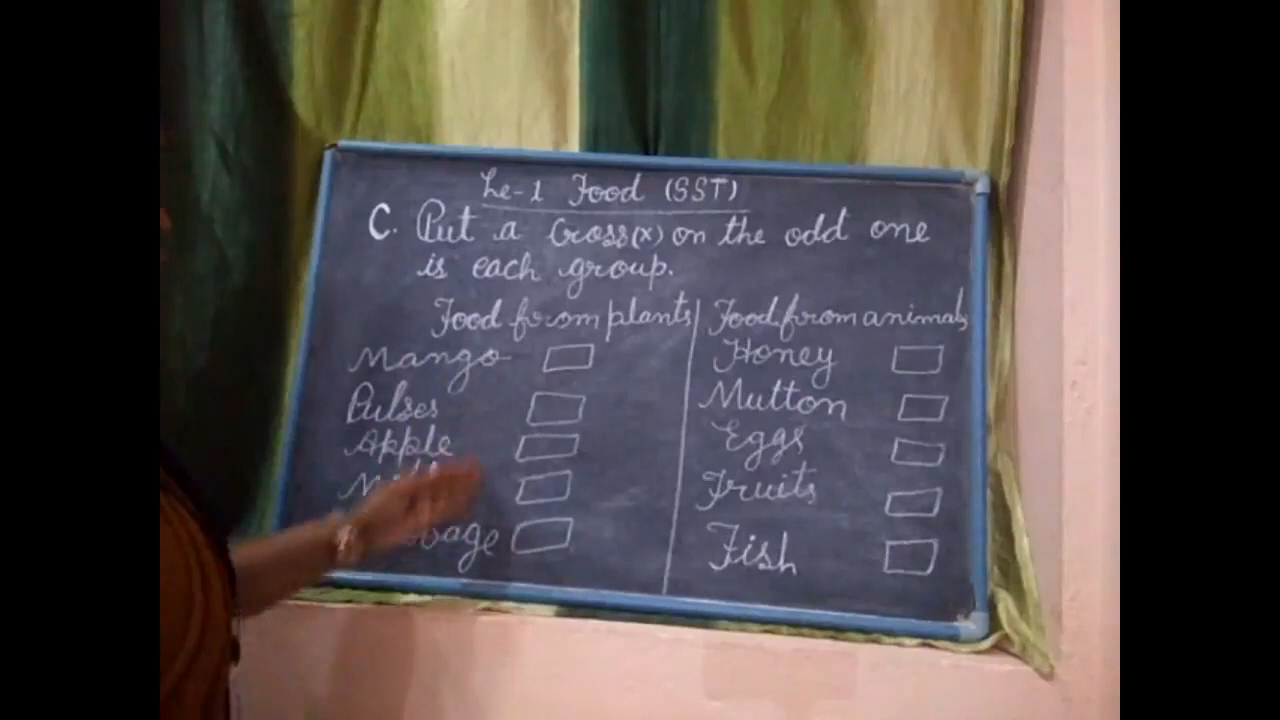 Le-1 Food (SST)
C. Put a Cross(x) on the odd one
is each group.
Food from plants
Mango
Pulses
Apple
Food from animals
Honey
Mutton
Eggs
Fruits
Fish